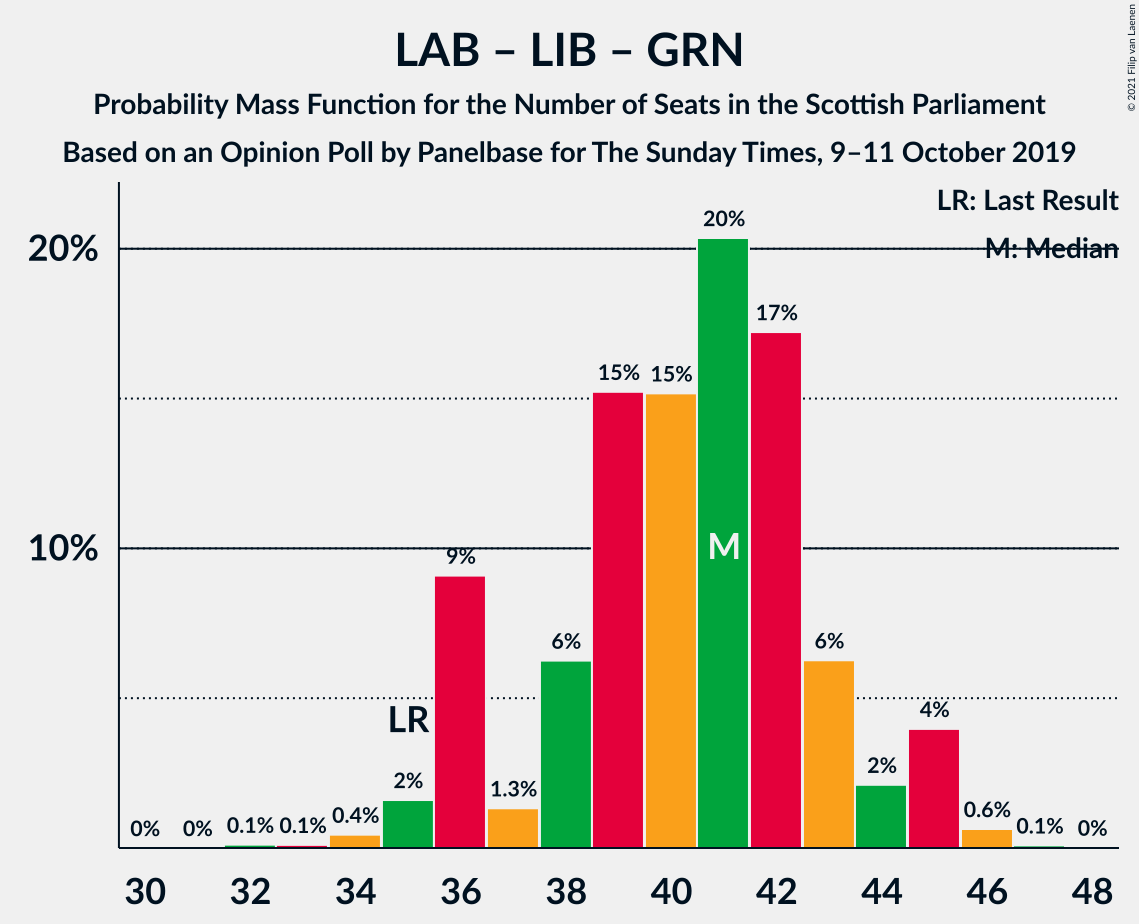 LAB – LIB – GRN
Probability Mass Function for the Number of Seats in the Scottish Parliament
Based on an Opinion Poll by Panelbase for The Sunday Times, 9–11 October 2019
© 2021 Filip van Laenen
LR: Last Result
M: Median
20%
10%
0%
0%
0.1%
0.1%
0.4%
2%
9%
1.3%
6%
15%
15%
20%
17%
6%
2%
4%
0.6%
0.1%
0%
LR
M
30 32 34 36 38 40 42 44 46 48